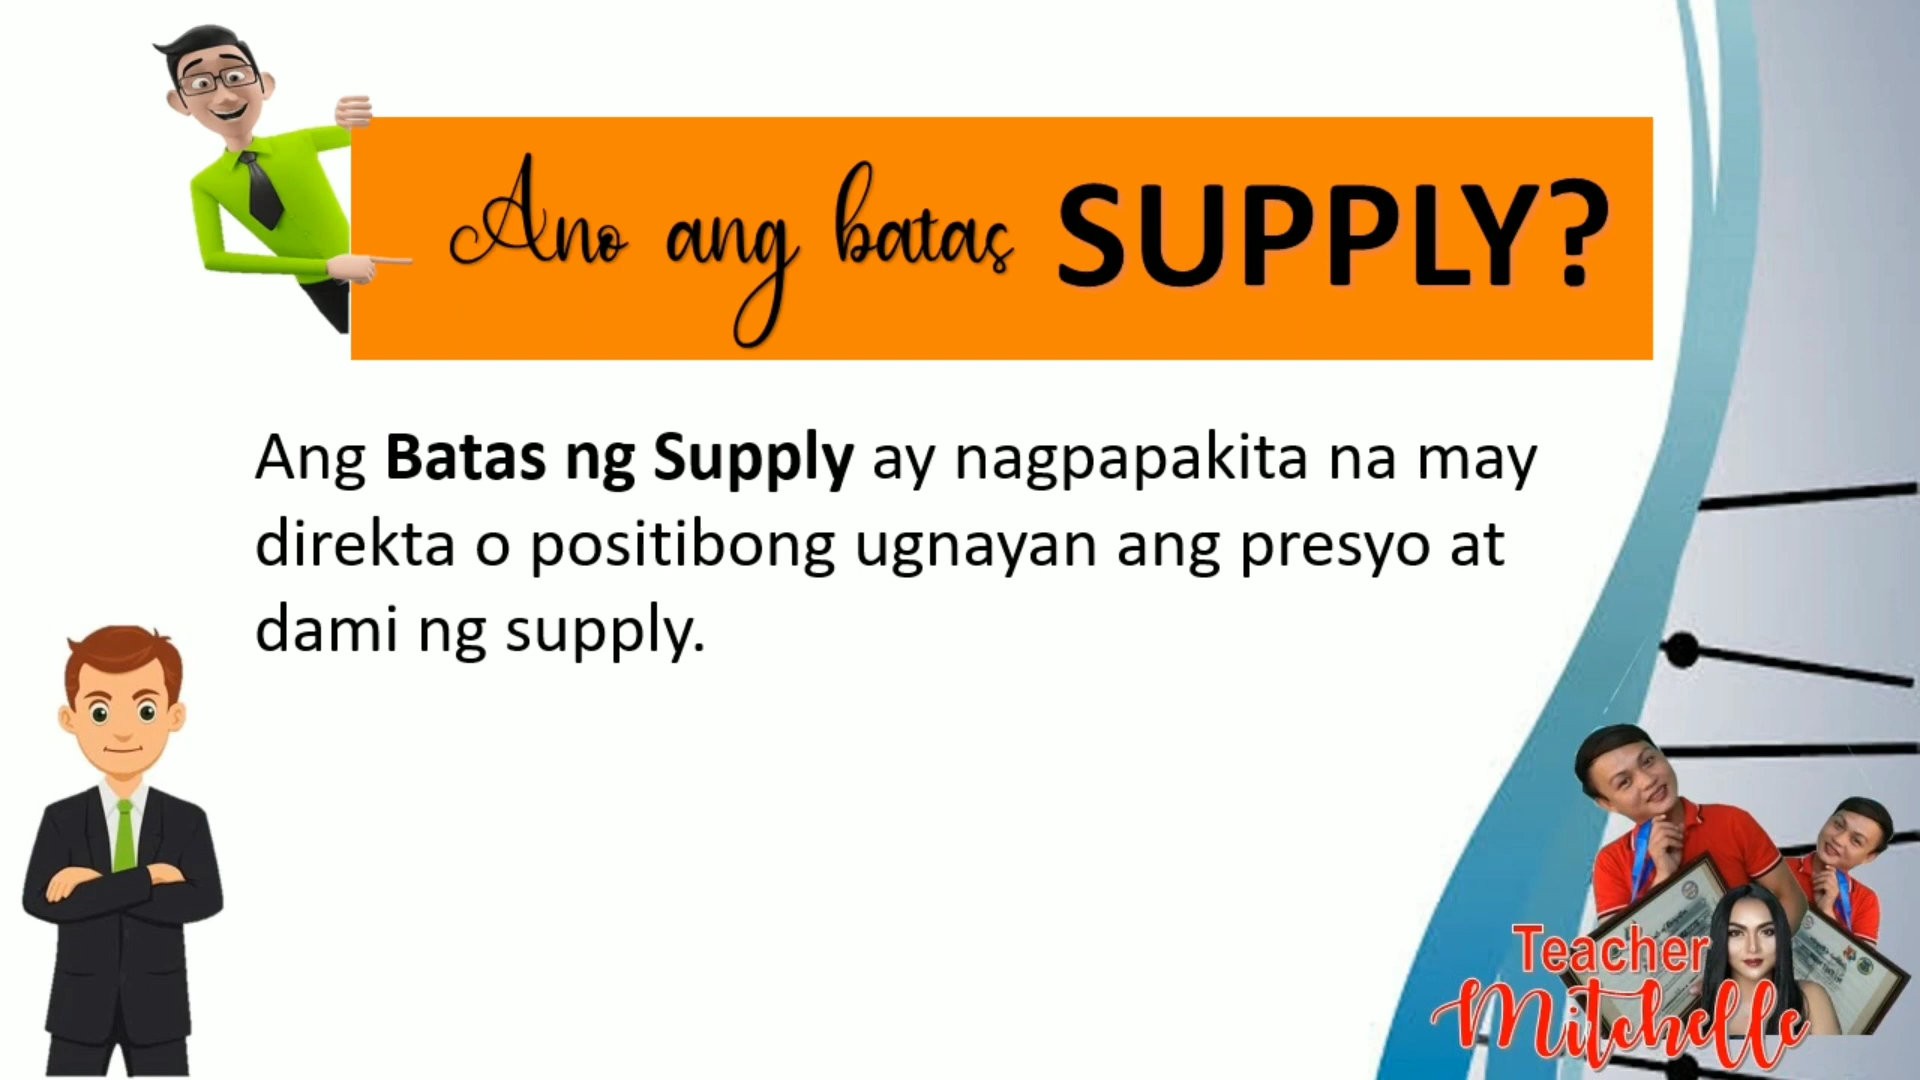 Ano ang batas SUPPLY?
Ang Batas ng Supply ay nagpapakita na may
direkta o positibong ugnayan ang presyo at
dami ng supply.
Teacher
Mitchelle